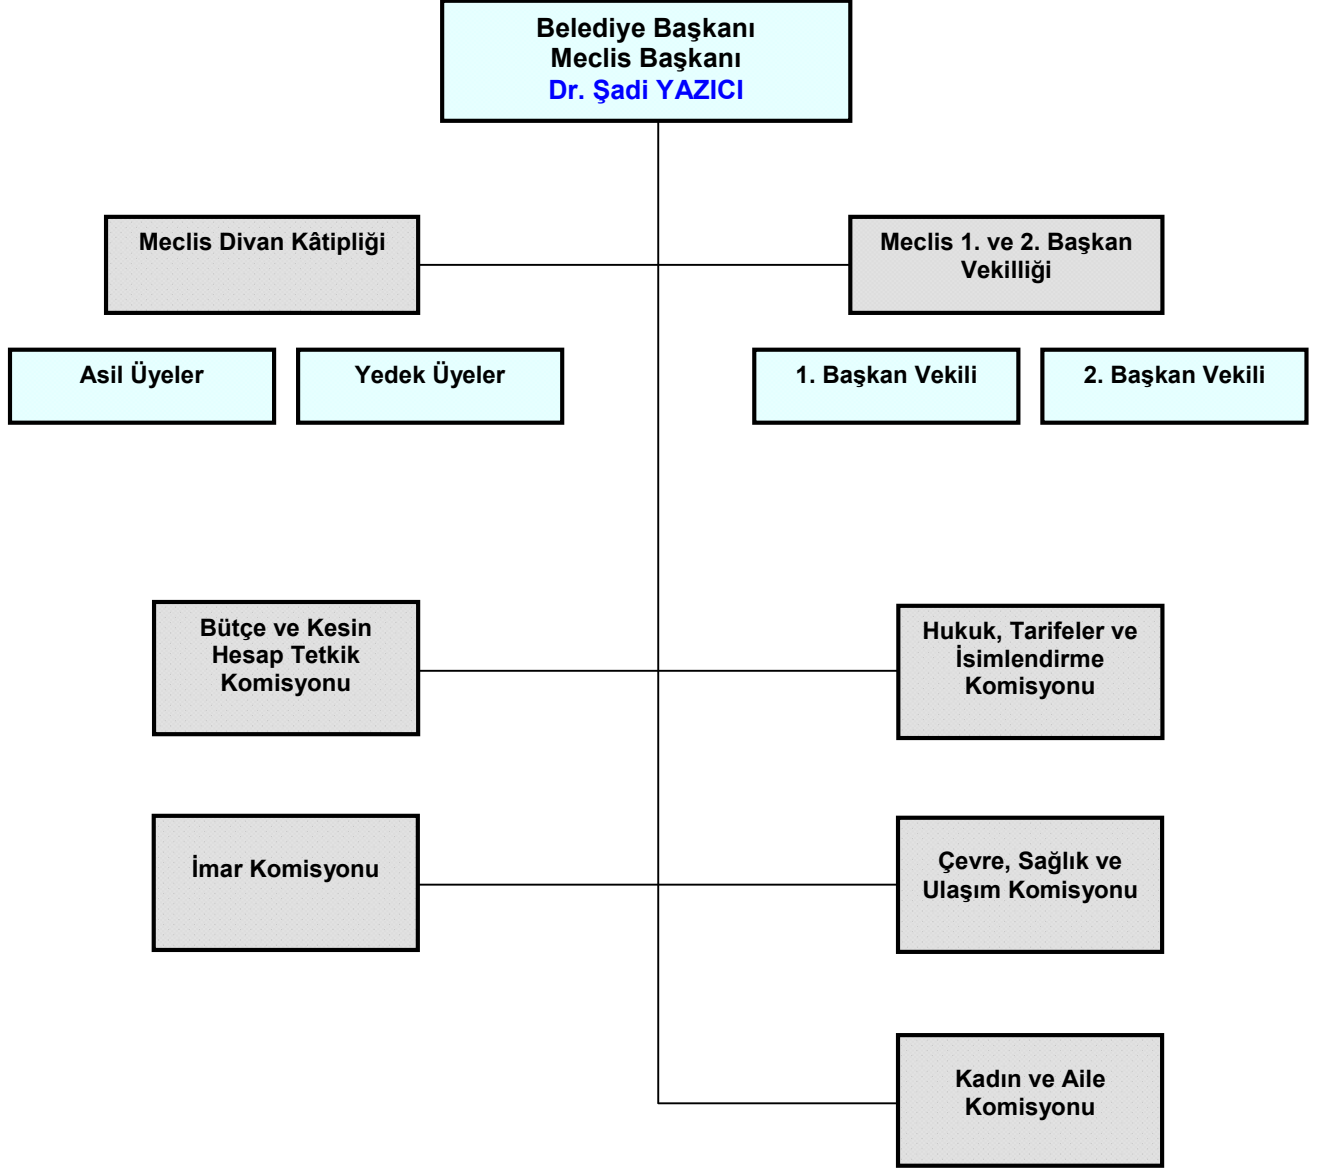 Belediye Başkanı
Meclis Başkanı
Dr. Şadi YAZICI
Meclis Divan Kâtipliği
Meclis 1. ve 2. Başkan
Vekilliği
Asil Üyeler
Yedek Üyeler
1. Başkan Vekili
2. Başkan Vekili
Bütçe ve Kesin
Hesap Tetkik
Komisyonu
Hukuk, Tarifeler ve
İsimlendirme
Komisyonu
İmar Komisyonu
Çevre, Sağlık ve
Ulaşım Komisyonu
Kadın ve Aile
Komisyonu